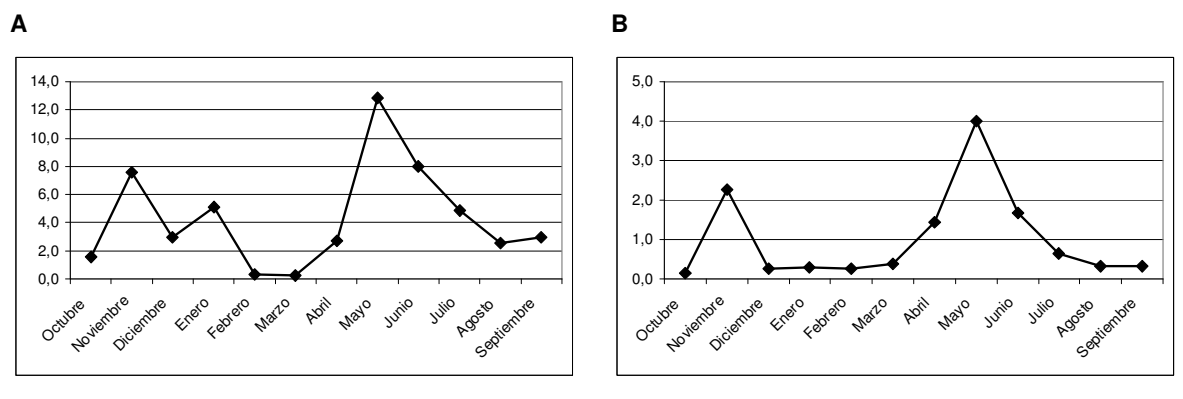 A
14,0
12,0
10,0
8,0
6,0
4,0
2,0
0,0
Octubre
Noviembre
Diciembre
Enero
Febrero
Marzo
Abril
Mayo
Junio
Julio
Agosto
Septiembre
B
5,0
4,0
3,0
2,0
1,0
0,0
Octubre
Noviembre
Diciembre
Enero
Febrero
Marzo
Abril
Mayo
Junio
Julio
Agosto
Septiembre